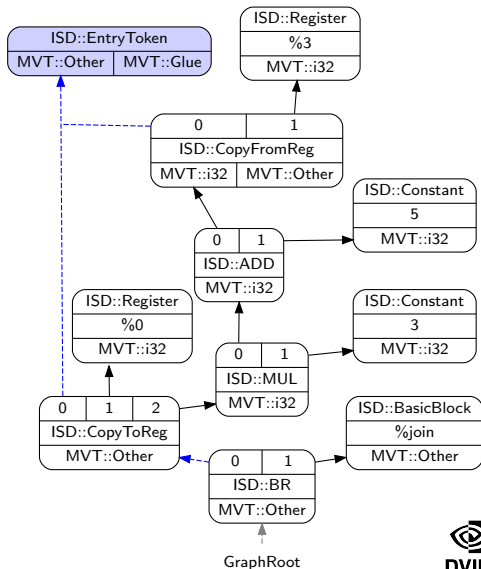 ISD::Register
ISD::EntryToken
%3
MVT::Other MVT::Glue
MVT::i32
0 1
ISD::CopyFromReg
MVT::i32 MVT::Other
ISD::Constant
5
MVT::i32
0 1
ISD::ADD
MVT::i32
ISD::Register
%0
MVT::i32
ISD::Constant
3
MVT::i32
0 1
ISD::MUL
MVT::i32
0 1 2
ISD::CopyToReg
MVT::Other
ISD::BasicBlock
%join
MVT::Other
0 1
ISD::BR
MVT::Other
GraphRoot